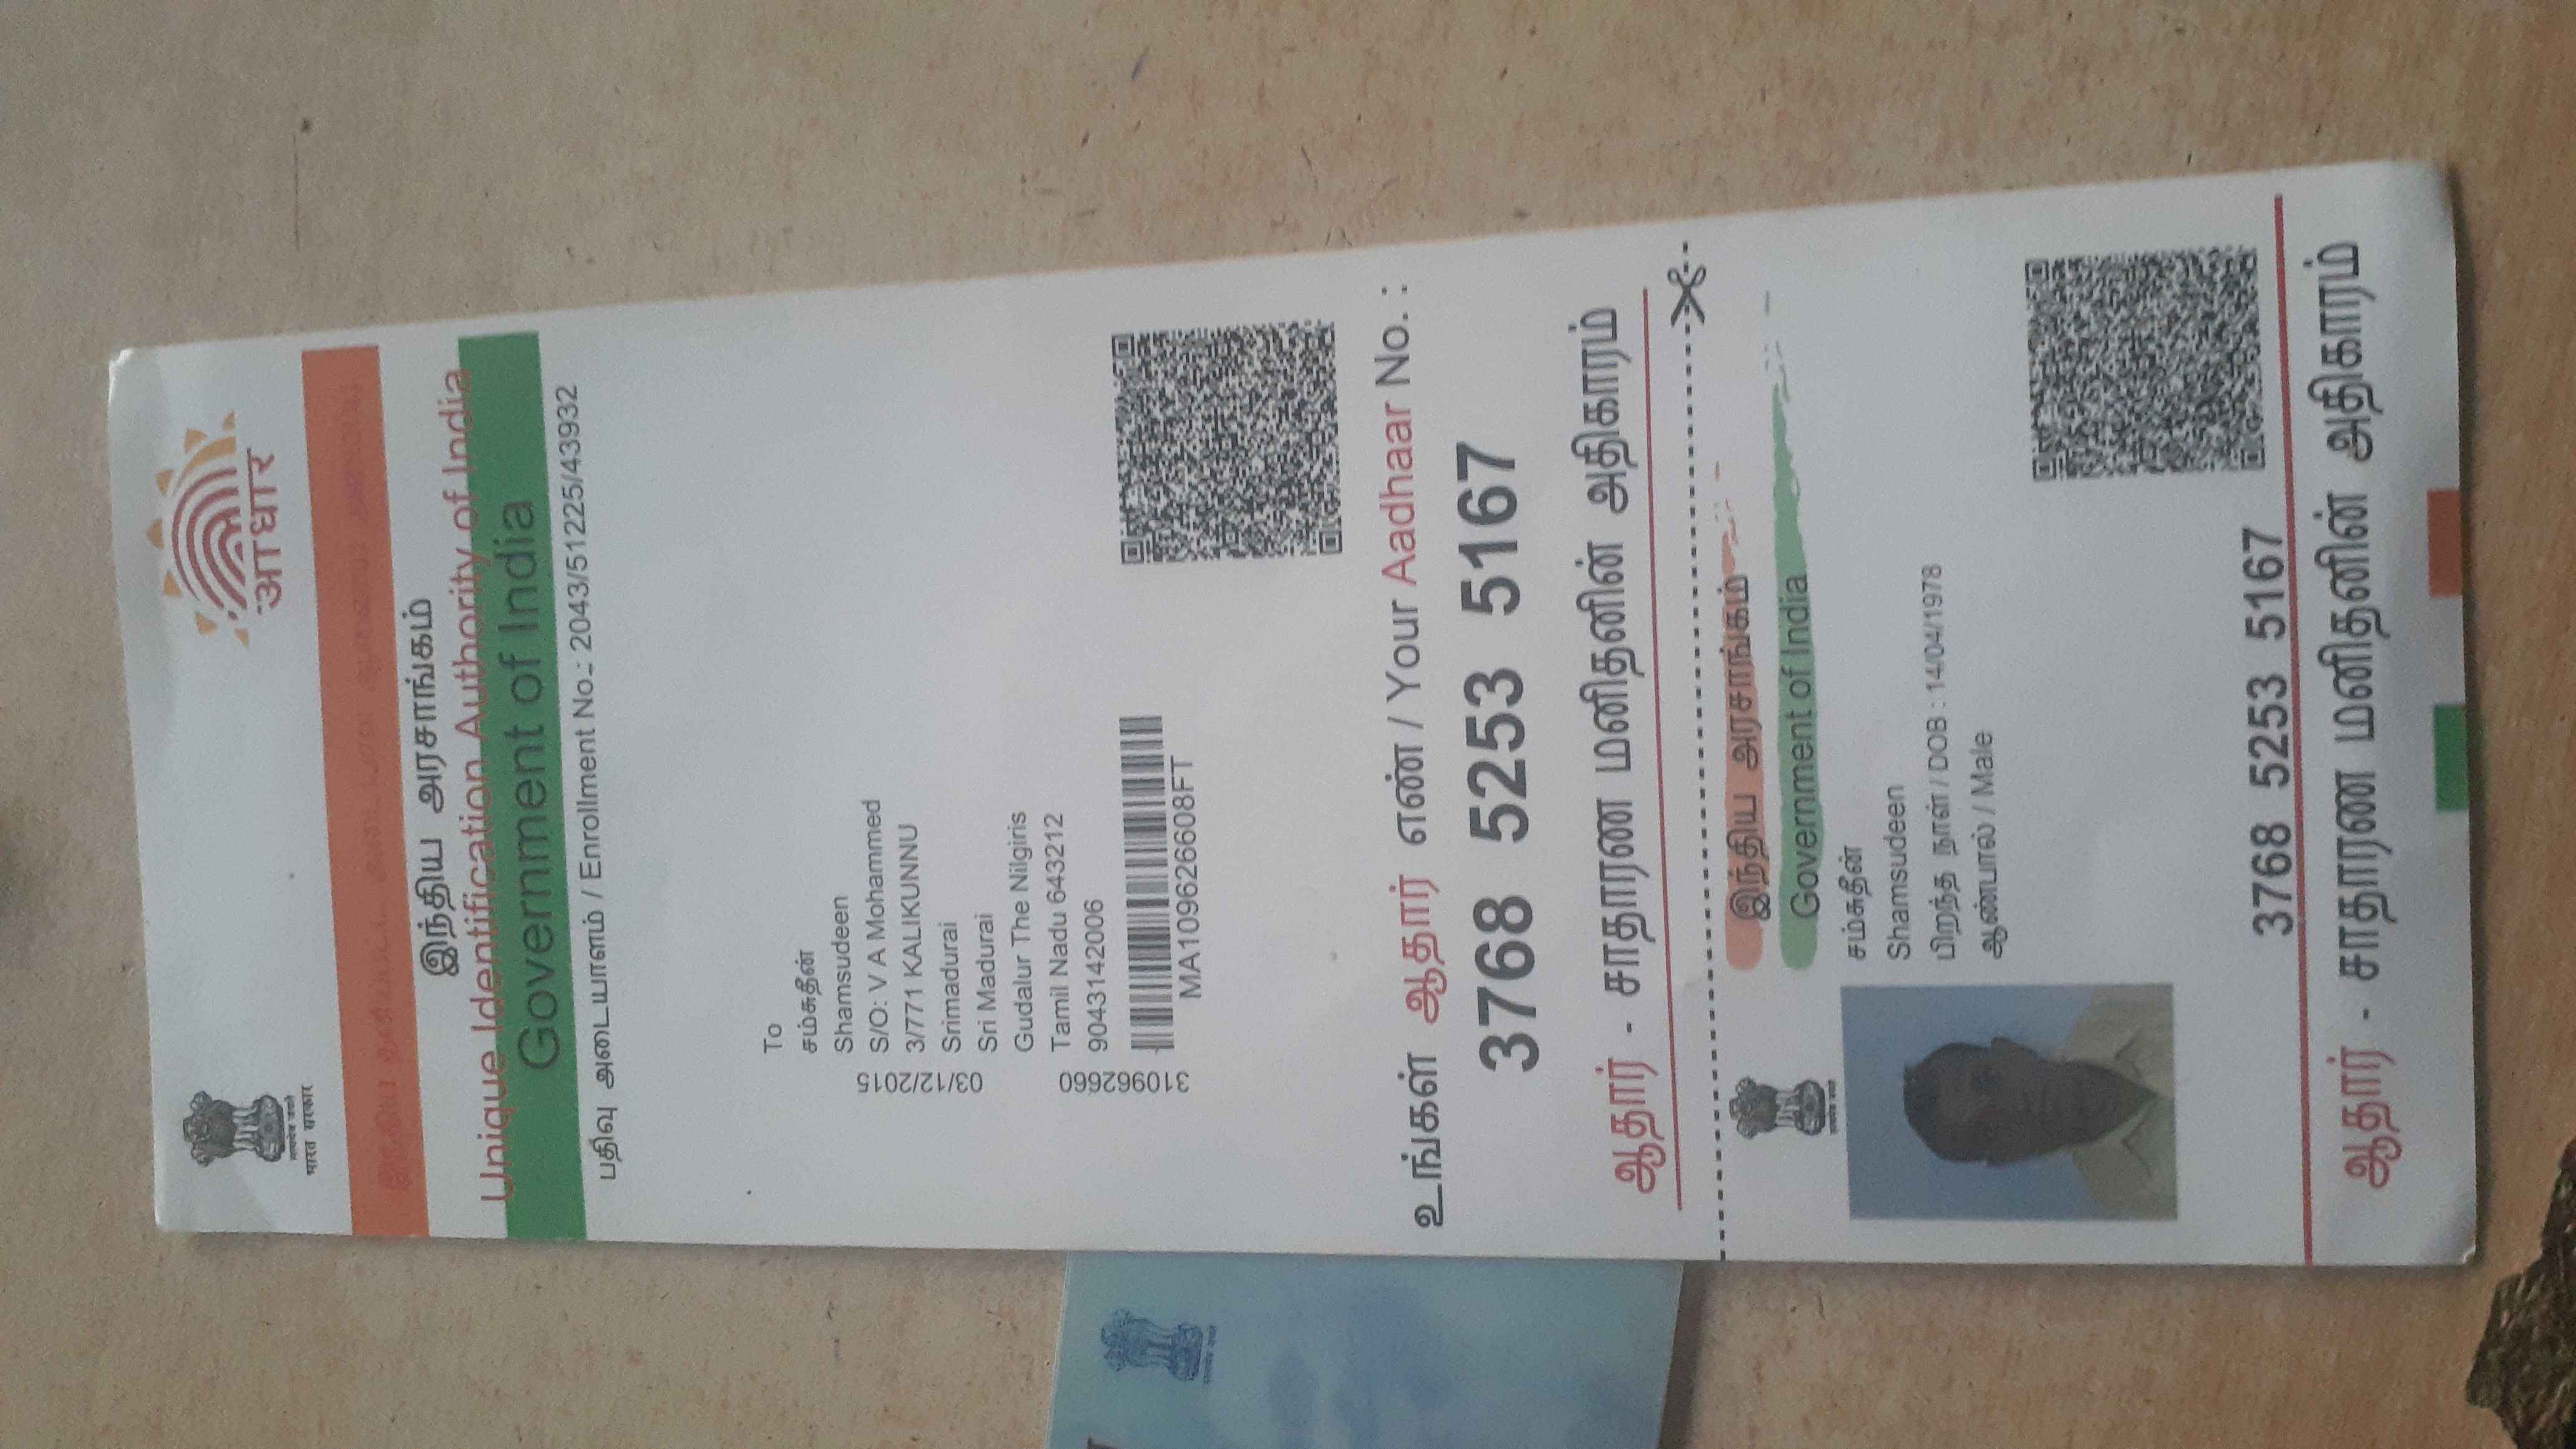 आधार
सत्यमेव जयते
भारत सरकार
இந்திய அரசாங்கம்
Unique Identification Authority of India
Government of India
பதிவு அடையாளம் / Enrollment No.: 2043/51225/43932
To
சம்சுதீன்
Shamsudeen
S/O: V A Mohammed
3/771 KALIKUNNU
Srimadurai
Sri Madurai
Gudalur The Nilgiris
Tamil Nadu 643212
9043142006
03/12/2015
310962660
MA109626608FT
உங்கள் ஆதார் எண் / Your Aadhaar No. :
3768 5253 5167
ஆதார் - சாதாரண மனிதனின் அதிகாரம்
இந்திய அரசாங்கம்
Government of India
சம்சுதீன்
Shamsudeen
பிறந்த நாள் / DOB : 14/04/1978
ஆண்பால் / Male
3768 5253 5167
ஆதார் - சாதாரண மனிதனின் அதிகாரம்